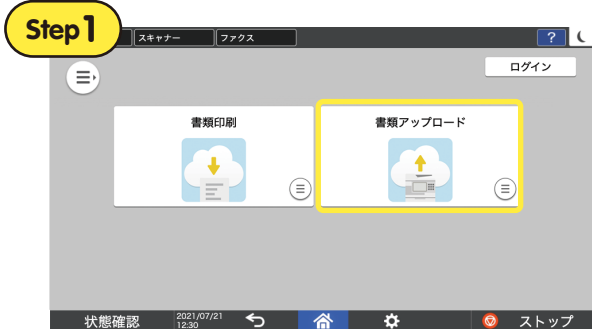 Step1
スキャナー
ファクス
?
ログイン
書類印刷
書類アップロード
状態確認
2021/07/21
12:30
ストップ